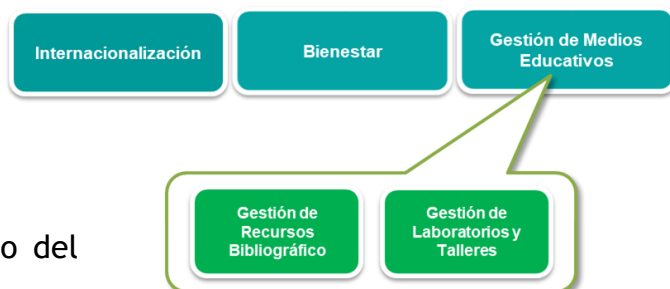 Internacionalización
Bienestar
Gestión de Medios
Educativos
Gestión de
Recursos
Bibliográfico
Gestión de
Laboratorios y
Talleres
o del